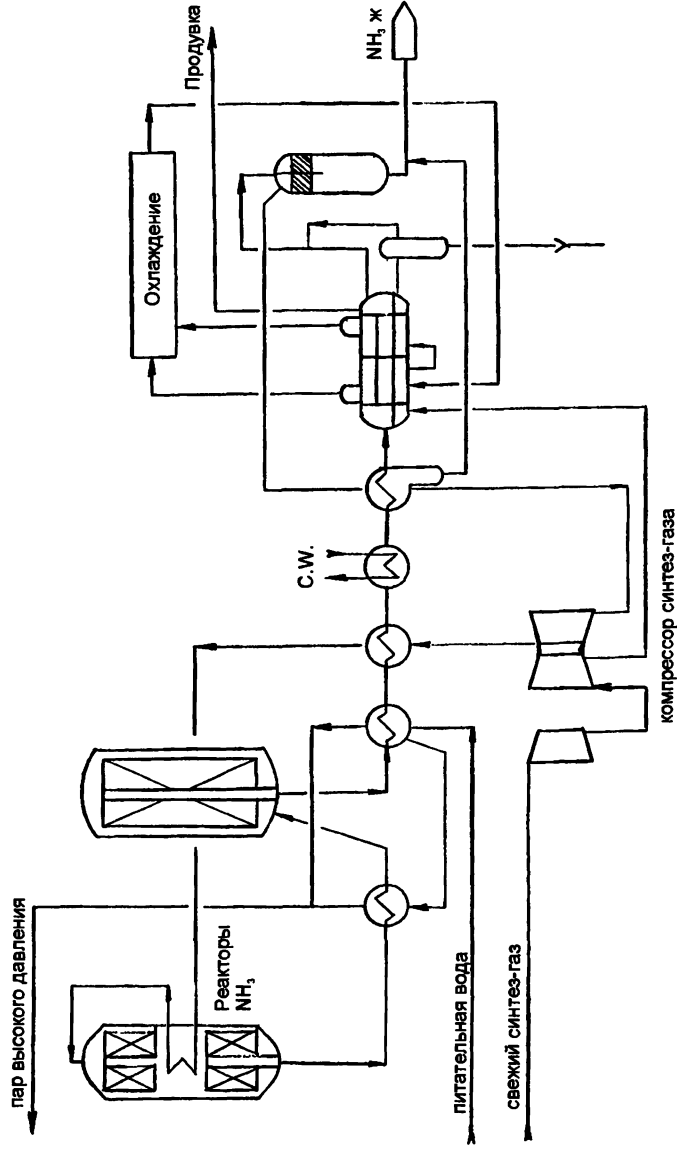 пар высокого давления
Реакторы
NH₃
питательная вода
свежий синтез-газ
C.W.
компрессор синтез-газа
Охлаждение
Продувка
NH₃ ж